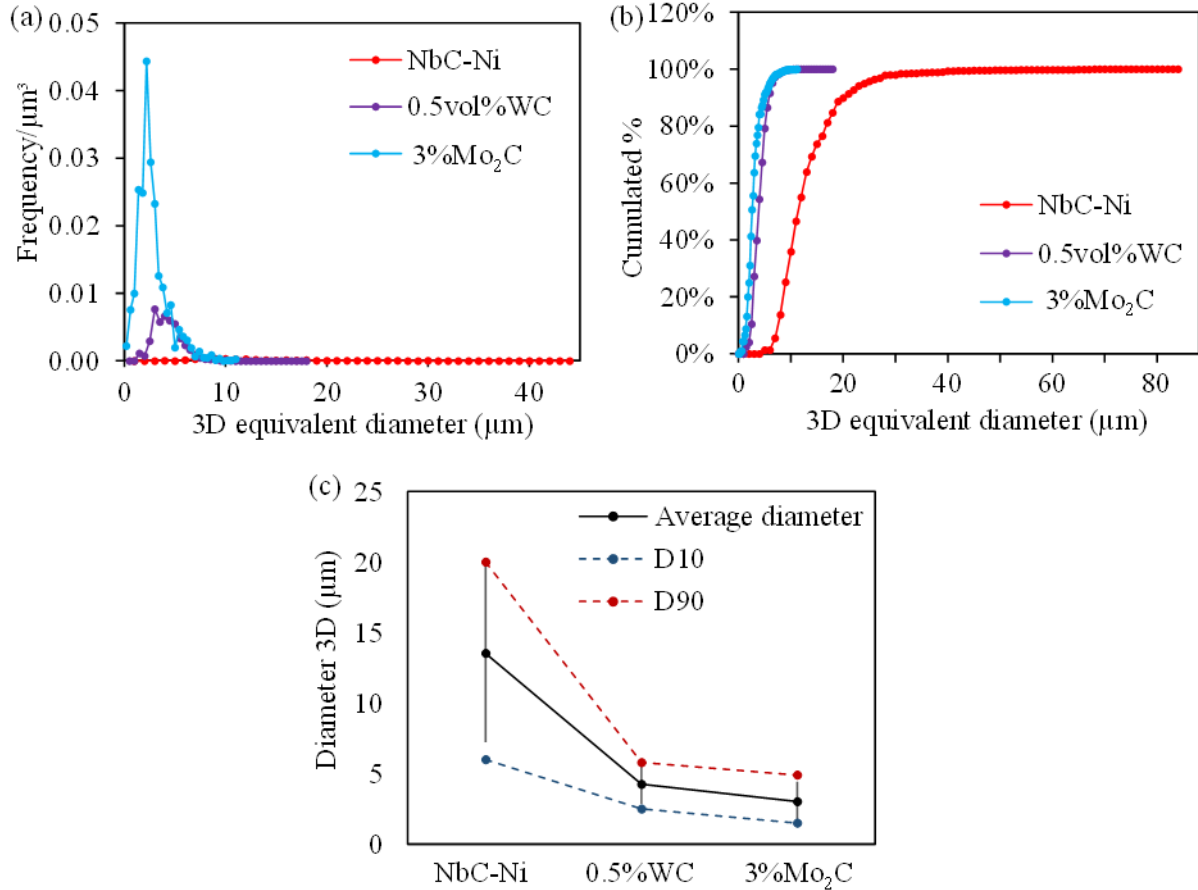 (a)
0.05
0.04
0.03
0.02
0.01
0.00
Frequency/µm³
NbC-Ni
0.5vol%WC
3%Mo₂C
0 10 20 30 40
3D equivalent diameter (µm)
(b)
120%
100%
80%
60%
40%
20%
0%
Cumulated %
NbC-Ni
0.5vol%WC
3%Mo₂C
0 20 40 60 80
3D equivalent diameter (µm)
(c)
25
20
15
10
5
0
Diameter 3D (µm)
Average diameter
D10
D90
NbC-Ni 0.5%WC 3%Mo₂C